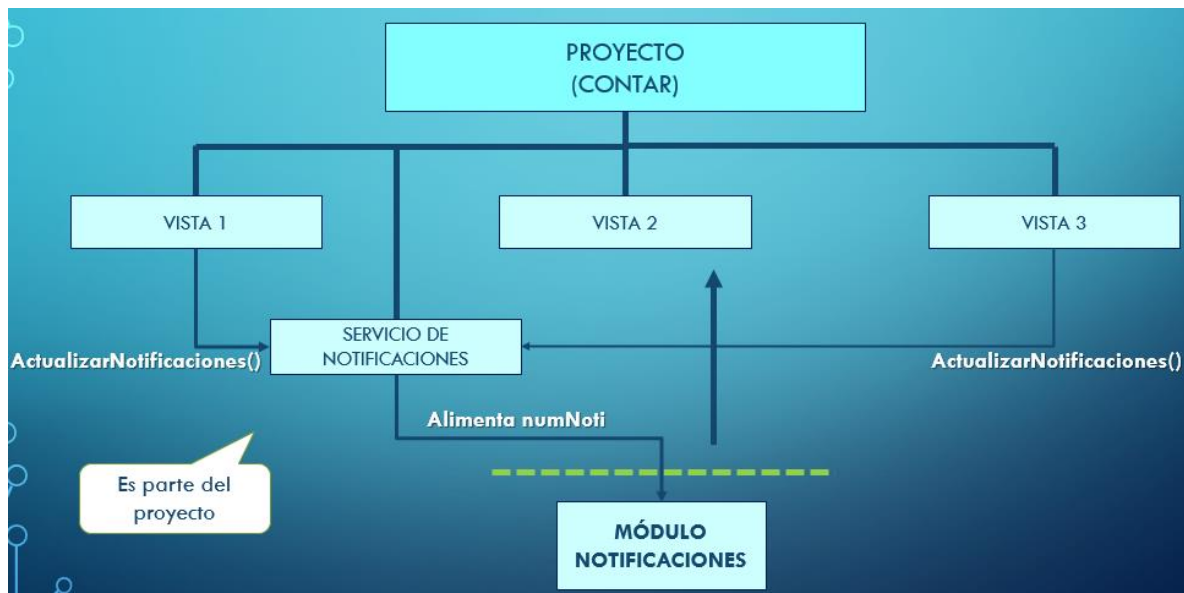 PROYECTO
(CONTAR)
VISTA 1
VISTA 2
VISTA 3
SERVICIO DE
NOTIFICACIONES
ActualizarNotificaciones()
ActualizarNotificaciones()
Alimenta numNoti
Es parte del
proyecto
MÓDULO
NOTIFICACIONES